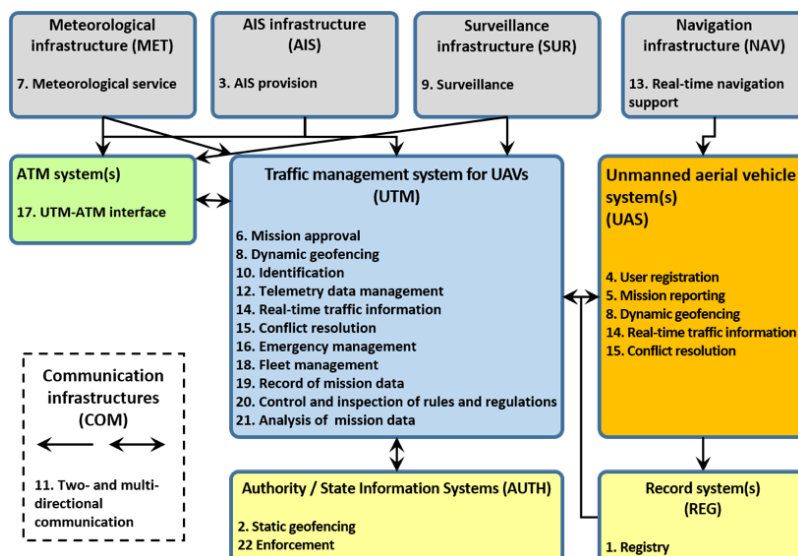 Meteorological
infrastructure (MET)
7. Meteorological service
AIS infrastructure
(AIS)
3. AIS provision
Surveillance
infrastructure (SUR)
9. Surveillance
Navigation
infrastructure (NAV)
13. Real-time navigation
support
ATM system(s)
17. UTM-ATM interface
Traffic management system for UAVs
(UTM)
6. Mission approval
8. Dynamic geofencing
10. Identification
12. Telemetry data management
14. Real-time traffic information
15. Conflict resolution
16. Emergency management
18. Fleet management
19. Record of mission data
20. Control and inspection of rules and regulations
21. Analysis of mission data
Unmanned aerial vehicle
system(s)
(UAS)
4. User registration
5. Mission reporting
8. Dynamic geofencing
14. Real-time traffic information
15. Conflict resolution
Communication
infrastructures
(COM)
11. Two- and multi-
directional
communication
Authority / State Information Systems (AUTH)
2. Static geofencing
22 Enforcement
Record system(s)
(REG)
1. Registry